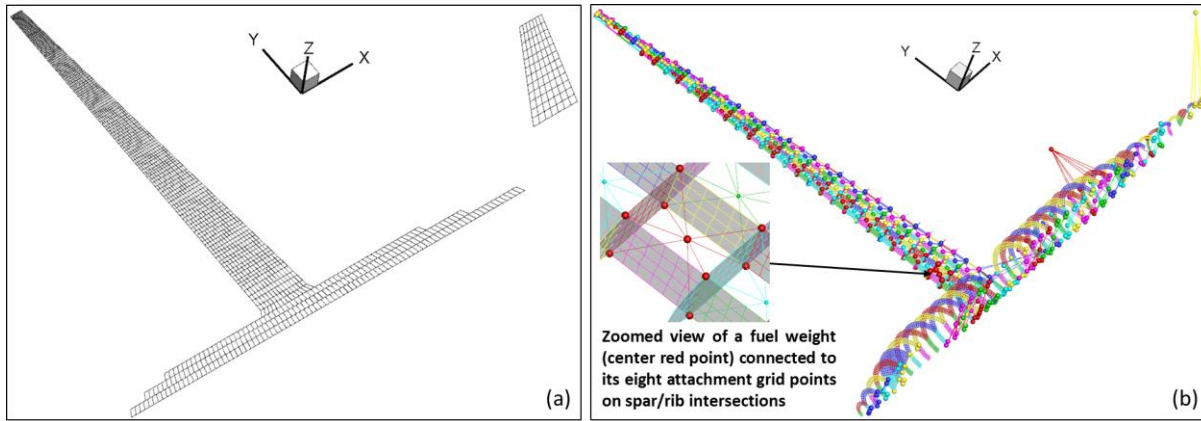 Y
Z
X
(a)
Y
Z
X
Zoomed view of a fuel weight
(center red point) connected to
its eight attachment grid points
on spar/rib intersections
(b)